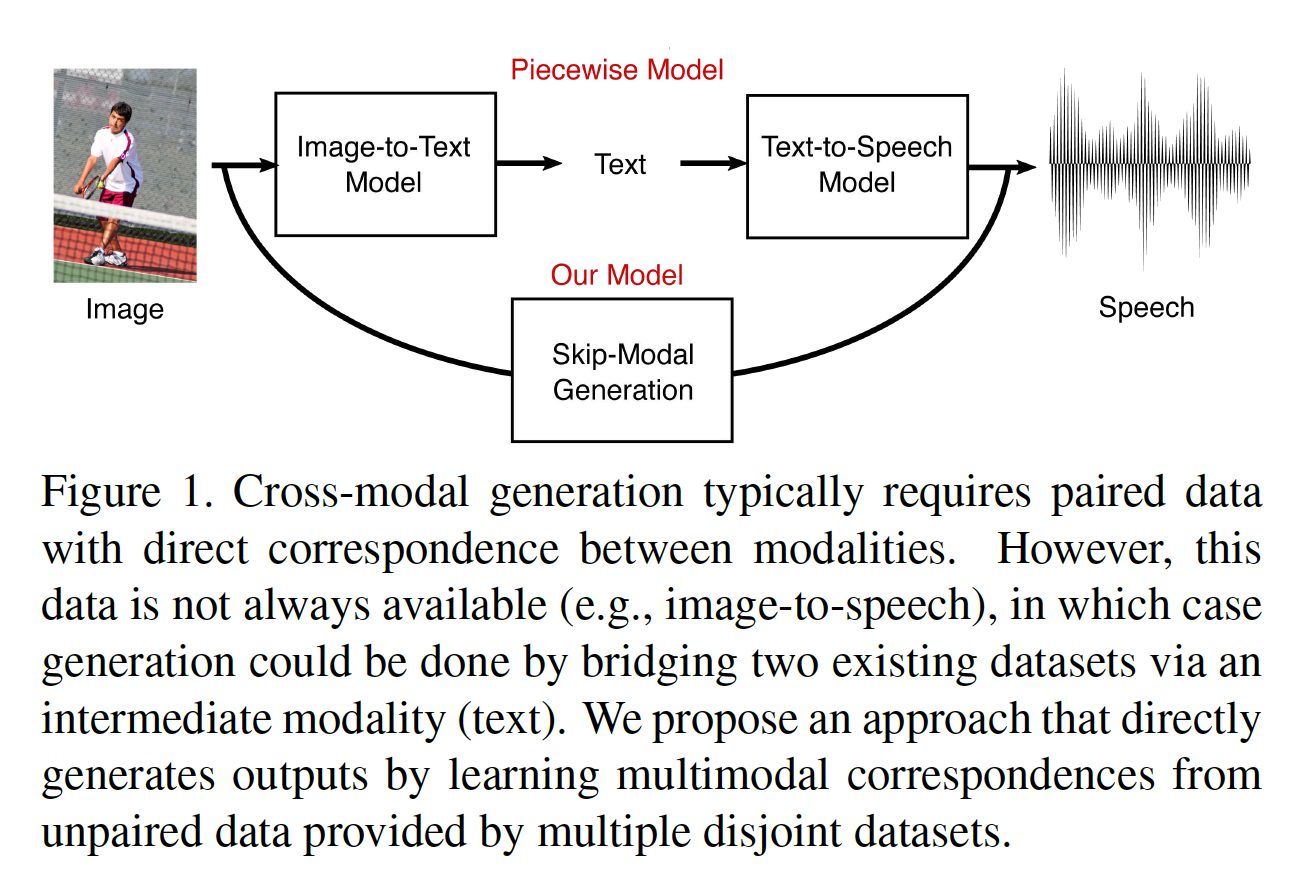 Piecewise Model
Image-to-Text
Model
Text
Text-to-Speech
Model
Our Model
Skip-Modal
Generation
Image
Speech
Figure 1. Cross-modal generation typically requires paired data
with direct correspondence between modalities. However, this
data is not always available (e.g., image-to-speech), in which case
generation could be done by bridging two existing datasets via an
intermediate modality (text). We propose an approach that directly
generates outputs by learning multimodal correspondences from
unpaired data provided by multiple disjoint datasets.